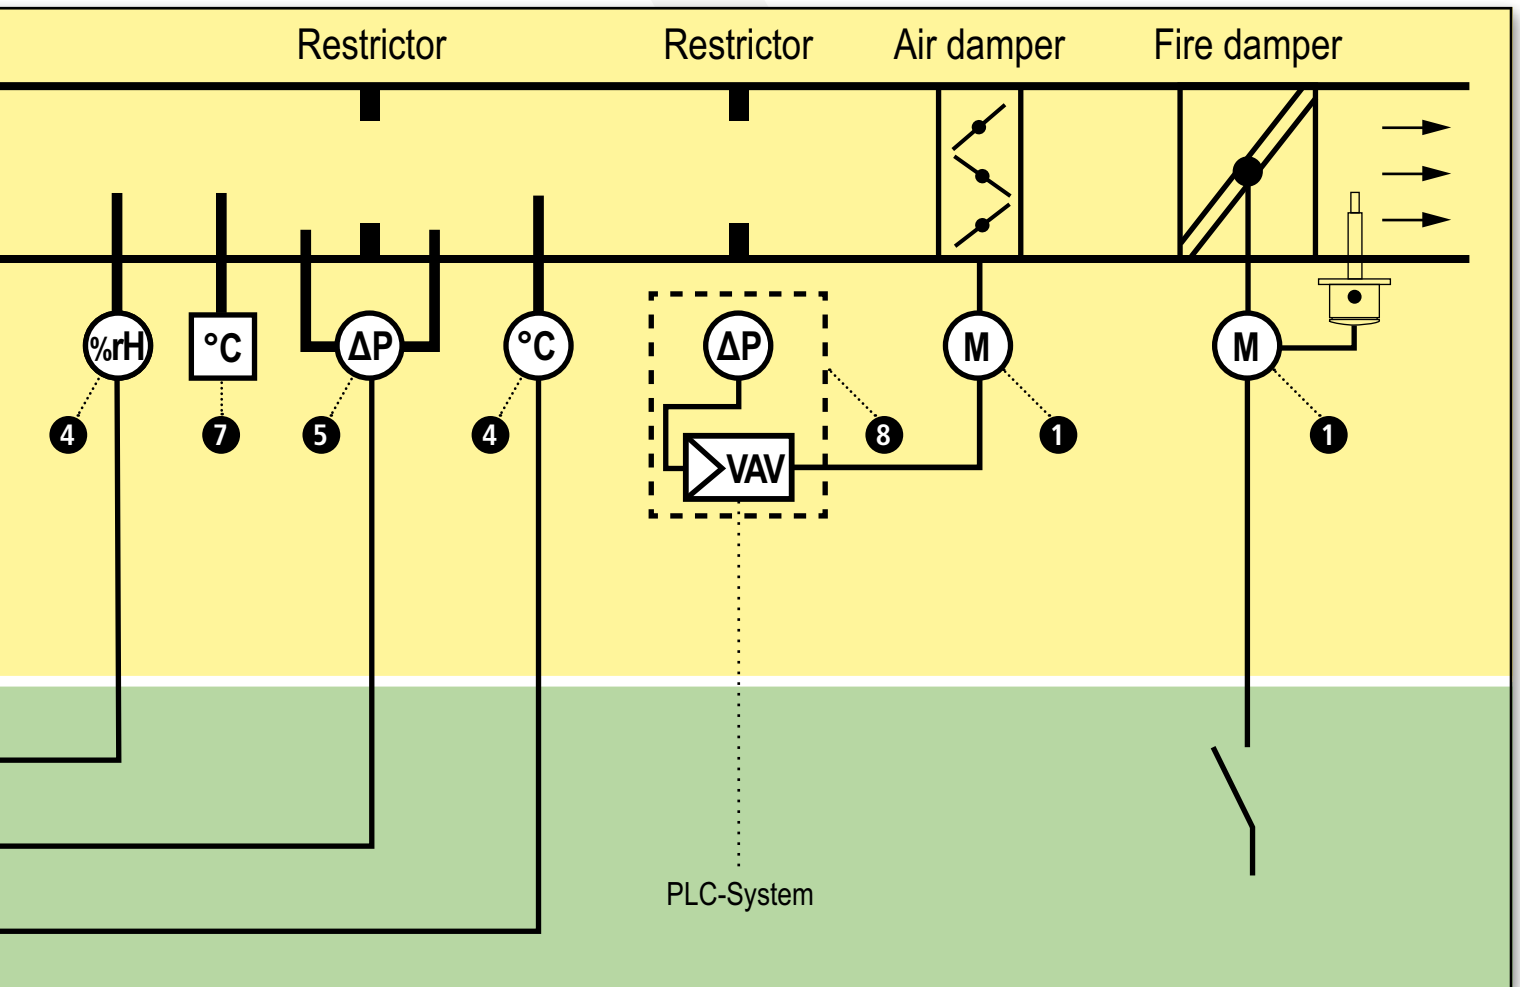 Restrictor
Restrictor
Air damper
Fire damper
%rH
°C
ΔP
°C
ΔP
M
M
4
7
5
4
8
1
1
VAV
PLC-System